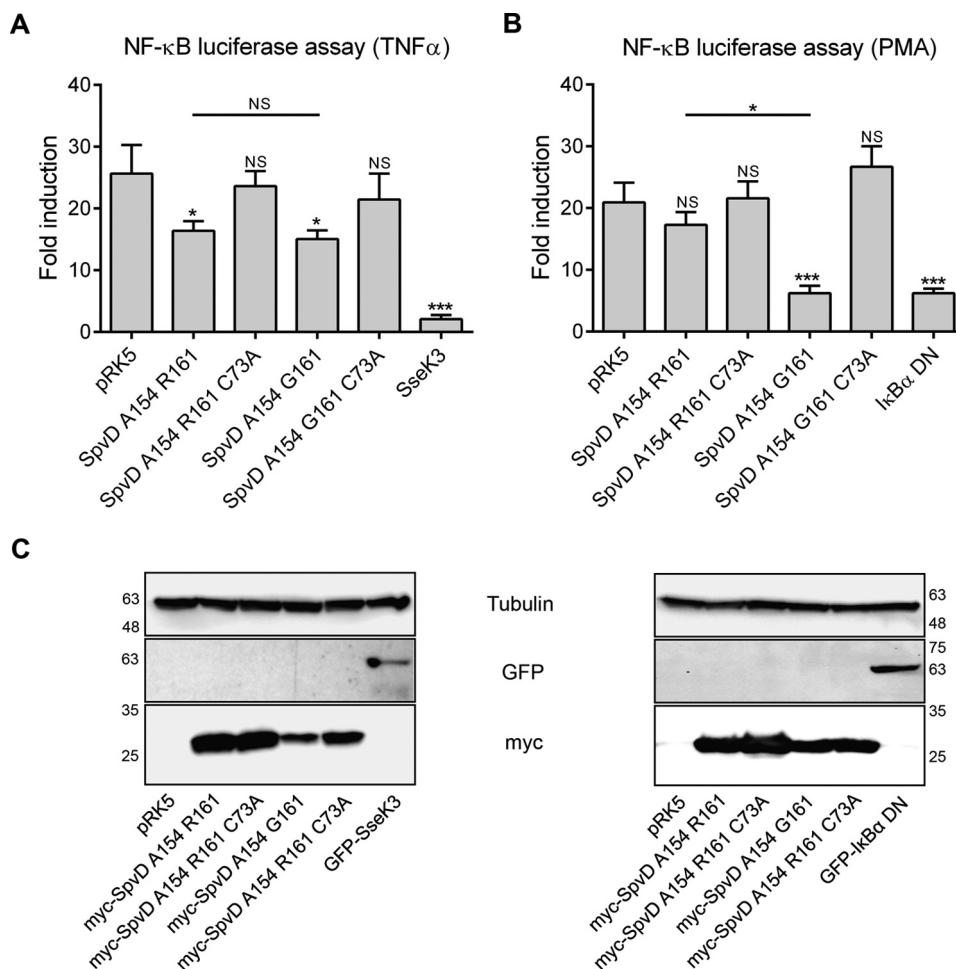 A
NF-κB luciferase assay (TNFα)
Fold induction
40
30
20
10
0
NS
*
NS
*
NS
***
pRK5
SpvD A154 R161
SpvD A154 R161 C73A
SpvD A154 G161
SpvD A154 G161 C73A
SseK3
B
NF-κB luciferase assay (PMA)
Fold induction
40
30
20
10
0
*
NS
NS
***
NS
***
pRK5
SpvD A154 R161
SpvD A154 R161 C73A
SpvD A154 G161
SpvD A154 G161 C73A
IκBα DN
C
63
48
63
35
25
Tubulin
GFP
myc
63
48
75
63
35
25
pRK5
myc-SpvD A154 R161
myc-SpvD A154 R161 C73A
myc-SpvD A154 G161
myc-SpvD A154 R161 C73A
GFP-SseK3
pRK5
myc-SpvD A154 R161
myc-SpvD A154 R161 C73A
myc-SpvD A154 G161
myc-SpvD A154 R161 C73A
GFP-IκBα DN